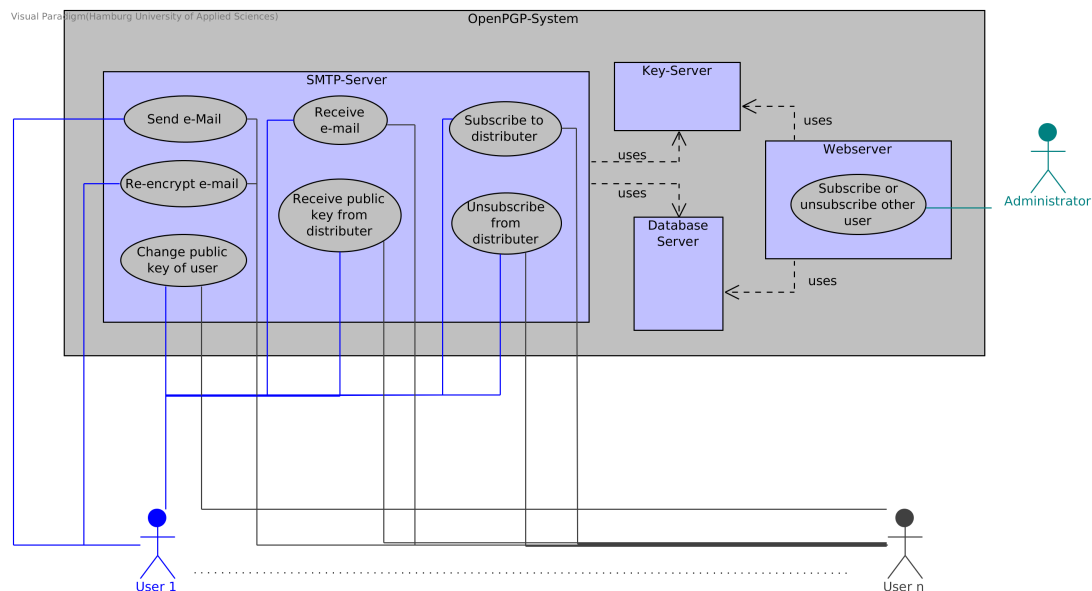 Visual Paradigm(Hamburg University of Applied Sciences)
OpenPGP-System
SMTP-Server
Send e-Mail
Re-encrypt e-mail
Change public
key of user
Receive
e-mail
Receive public
key from
distributer
Subscribe to
distributer
Unsubscribe
from
distributer
uses
uses
Key-Server
Database
Server
uses
Webserver
Subscribe or
unsubscribe other
user
uses
Administrator
User 1
User n